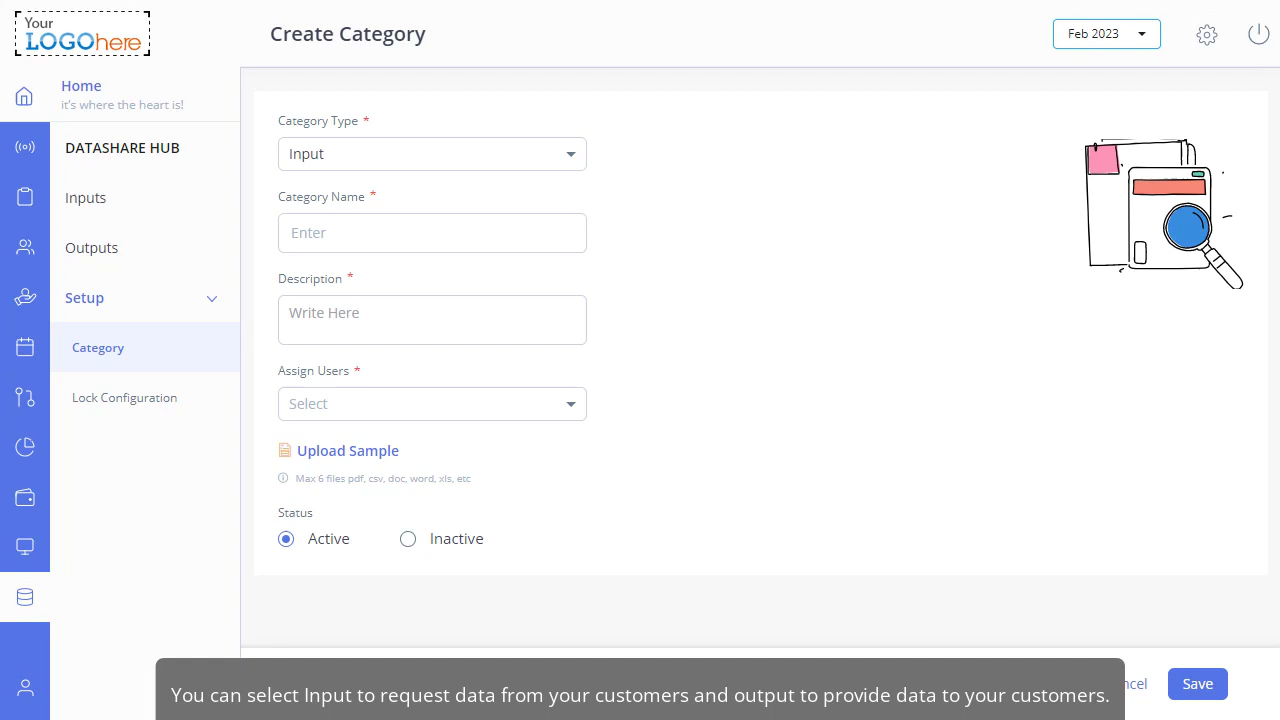 Your
LOGOhere
Create Category
Feb 2023
Home
it's where the heart is!
DATASHARE HUB
Inputs
Outputs
Setup
Category
Lock Configuration
Category Type *
Input
Category Name *
Enter
Description *
Write Here
Assign Users *
Select
Upload Sample
Max 6 files pdf, csv, doc, word, xls, etc
Status
Active Inactive
ncel
Save
You can select Input to request data from your customers and output to provide data to your customers.